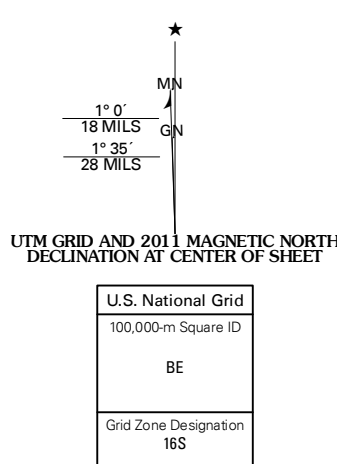 ★
MN
1° 0´
18 MILS
GN
1° 35´
28 MILS
UTM GRID AND 2011 MAGNETIC NORTH
DECLINATION AT CENTER OF SHEET
U.S. National Grid
100,000-m Square ID
BE
Grid Zone Designation
16S